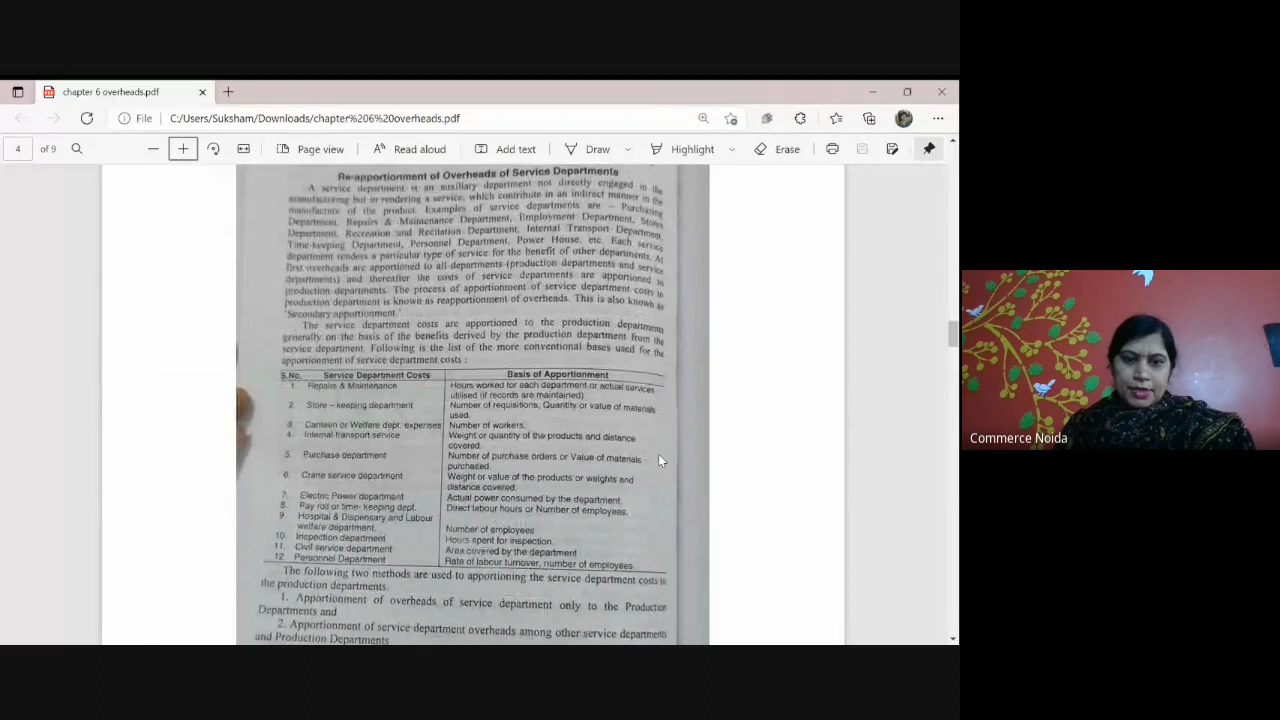 chapter 6 overheads.pdf
File C:/Users/Suksham/Downloads/chapter%206%20overheads.pdf
4 of 9 Page view Read aloud Add text Draw Highlight Erase
Re-apportionment of Overheads of Service Departments
A service department is an auxiliary department not directly engaged in the
manufacturing but in rendering a service, which contribute in an indirect manner in the
manufacture of the product. Examples of service departments are – Purchasing
Department, Repairs & Maintenance Department, Employment Department, Stores
Department, Recreation and Recitation Department, Internal Transport Department,
Time-keeping Department, Personnel Department, Power House, etc. Each service
department renders a particular type of service for the benefit of other departments. At
first overheads are apportioned to all departments (production departments and service
departments) and thereafter the costs of service departments are apportioned to
production departments. The process of apportionment of service department costs to
production department is known as reapportionment of overheads. This is also known as
'Secondary apportionment.'
The service department costs are apportioned to the production departments
generally on the basis of the benefits derived by the production department from the
service department. Following is the list of the more conventional bases used for the
apportionment of service department costs :
S.No. Service Department Costs Basis of Apportionment
1. Repairs & Maintenance Hours worked for each department or actual services
utilised (if records are maintained)
2. Store – keeping department Number of requisitions, Quantity or value of materials
used.
3. Canteen or Welfare dept. expenses Number of workers.
4. Internal transport service Weight or quantity of the products and distance
covered.
5. Purchase department Number of purchase orders or Value of materials
purchased.
6. Crane service department Weight or value of the products or weights and
distance covered.
7. Electric Power department Actual power consumed by the department.
8. Pay roll or time- keeping dept. Direct labour hours or Number of employees.
9. Hospital & Dispensary and Labour
welfare department. Number of employees
10. Inspection department Hours spent for inspection.
11. Civil service department Area covered by the department
12. Personnel Department Rate of labour turnover, number of employees
The following two methods are used to apportioning the service department costs to
the production departments.
1. Apportionment of overheads of service department only to the Production
Departments and
2. Apportionment of service department overheads among other service departments
and Production Departments
Commerce Noida